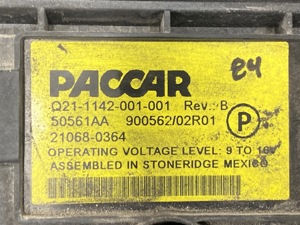 PACCAR
24
Q21-1142-001-001 Rev.: B
50561AA 900562/02R01
P
21068-0364
OPERATING VOLTAGE LEVEL: 9 TO 16V
ASSEMBLED IN STONERIDGE MEXICO